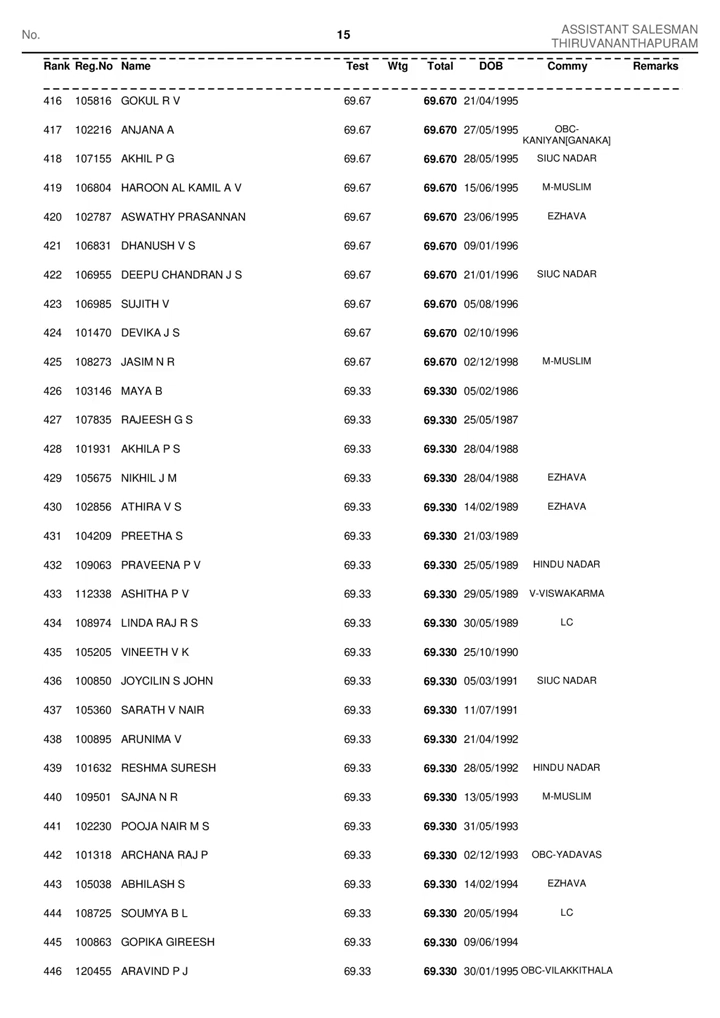 No.
15
ASSISTANT SALESMAN
THIRUVANANTHAPURAM
Rank Reg.No Name Test Wtg Total DOB Commy Remarks
416 105816 GOKUL R V 69.67 69.670 21/04/1995
417 102216 ANJANA A 69.67 69.670 27/05/1995 OBC-
KANIYAN[GANAKA]
418 107155 AKHIL P G 69.67 69.670 28/05/1995 SIUC NADAR
419 106804 HAROON AL KAMIL A V 69.67 69.670 15/06/1995 M-MUSLIM
420 102787 ASWATHY PRASANNAN 69.67 69.670 23/06/1995 EZHAVA
421 106831 DHANUSH V S 69.67 69.670 09/01/1996
422 106955 DEEPU CHANDRAN J S 69.67 69.670 21/01/1996 SIUC NADAR
423 106985 SUJITH V 69.67 69.670 05/08/1996
424 101470 DEVIKA J S 69.67 69.670 02/10/1996
425 108273 JASIM N R 69.67 69.670 02/12/1998 M-MUSLIM
426 103146 MAYA B 69.33 69.330 05/02/1986
427 107835 RAJEESH G S 69.33 69.330 25/05/1987
428 101931 AKHILA P S 69.33 69.330 28/04/1988
429 105675 NIKHIL J M 69.33 69.330 28/04/1988 EZHAVA
430 102856 ATHIRA V S 69.33 69.330 14/02/1989 EZHAVA
431 104209 PREETHA S 69.33 69.330 21/03/1989
432 109063 PRAVEENA P V 69.33 69.330 25/05/1989 HINDU NADAR
433 112338 ASHITHA P V 69.33 69.330 29/05/1989 V-VISWAKARMA
434 108974 LINDA RAJ R S 69.33 69.330 30/05/1989 LC
435 105205 VINEETH V K 69.33 69.330 25/10/1990
436 100850 JOYCILIN S JOHN 69.33 69.330 05/03/1991 SIUC NADAR
437 105360 SARATH V NAIR 69.33 69.330 11/07/1991
438 100895 ARUNIMA V 69.33 69.330 21/04/1992
439 101632 RESHMA SURESH 69.33 69.330 28/05/1992 HINDU NADAR
440 109501 SAJNA N R 69.33 69.330 13/05/1993 M-MUSLIM
441 102230 POOJA NAIR M S 69.33 69.330 31/05/1993
442 101318 ARCHANA RAJ P 69.33 69.330 02/12/1993 OBC-YADAVAS
443 105038 ABHILASH S 69.33 69.330 14/02/1994 EZHAVA
444 108725 SOUMYA B L 69.33 69.330 20/05/1994 LC
445 100863 GOPIKA GIREESH 69.33 69.330 09/06/1994
446 120455 ARAVIND P J 69.33 69.330 30/01/1995 OBC-VILAKKITHALA